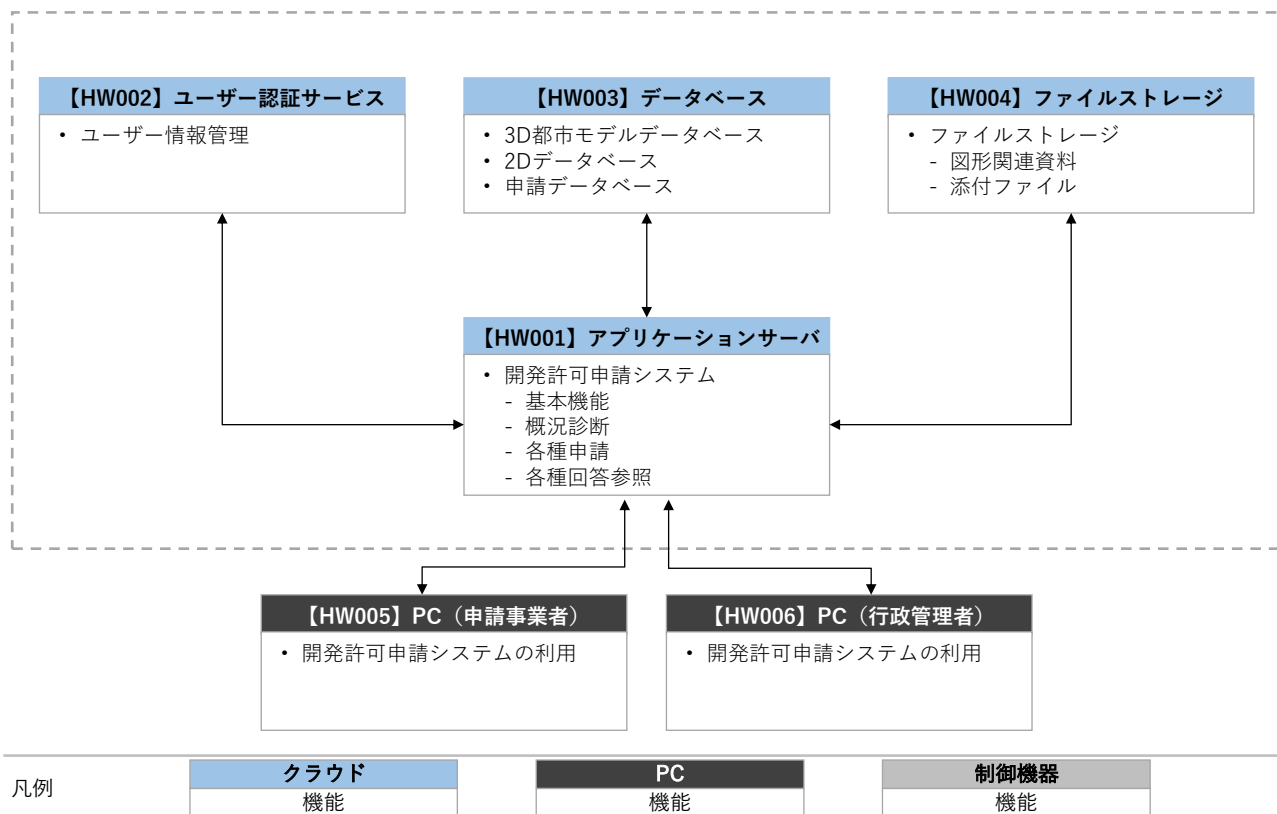 【HW002】ユーザー認証サービス
• ユーザー情報管理
【HW003】データベース
• 3D都市モデルデータベース
• 2Dデータベース
• 申請データベース
【HW004】ファイルストレージ
• ファイルストレージ
- 図形関連資料
- 添付ファイル
【HW001】アプリケーションサーバ
• 開発許可申請システム
- 基本機能
- 概況診断
- 各種申請
- 各種回答参照
【HW005】PC（申請事業者）
• 開発許可申請システムの利用
【HW006】PC（行政管理者）
• 開発許可申請システムの利用
凡例
クラウド
機能
PC
機能
制御機器
機能